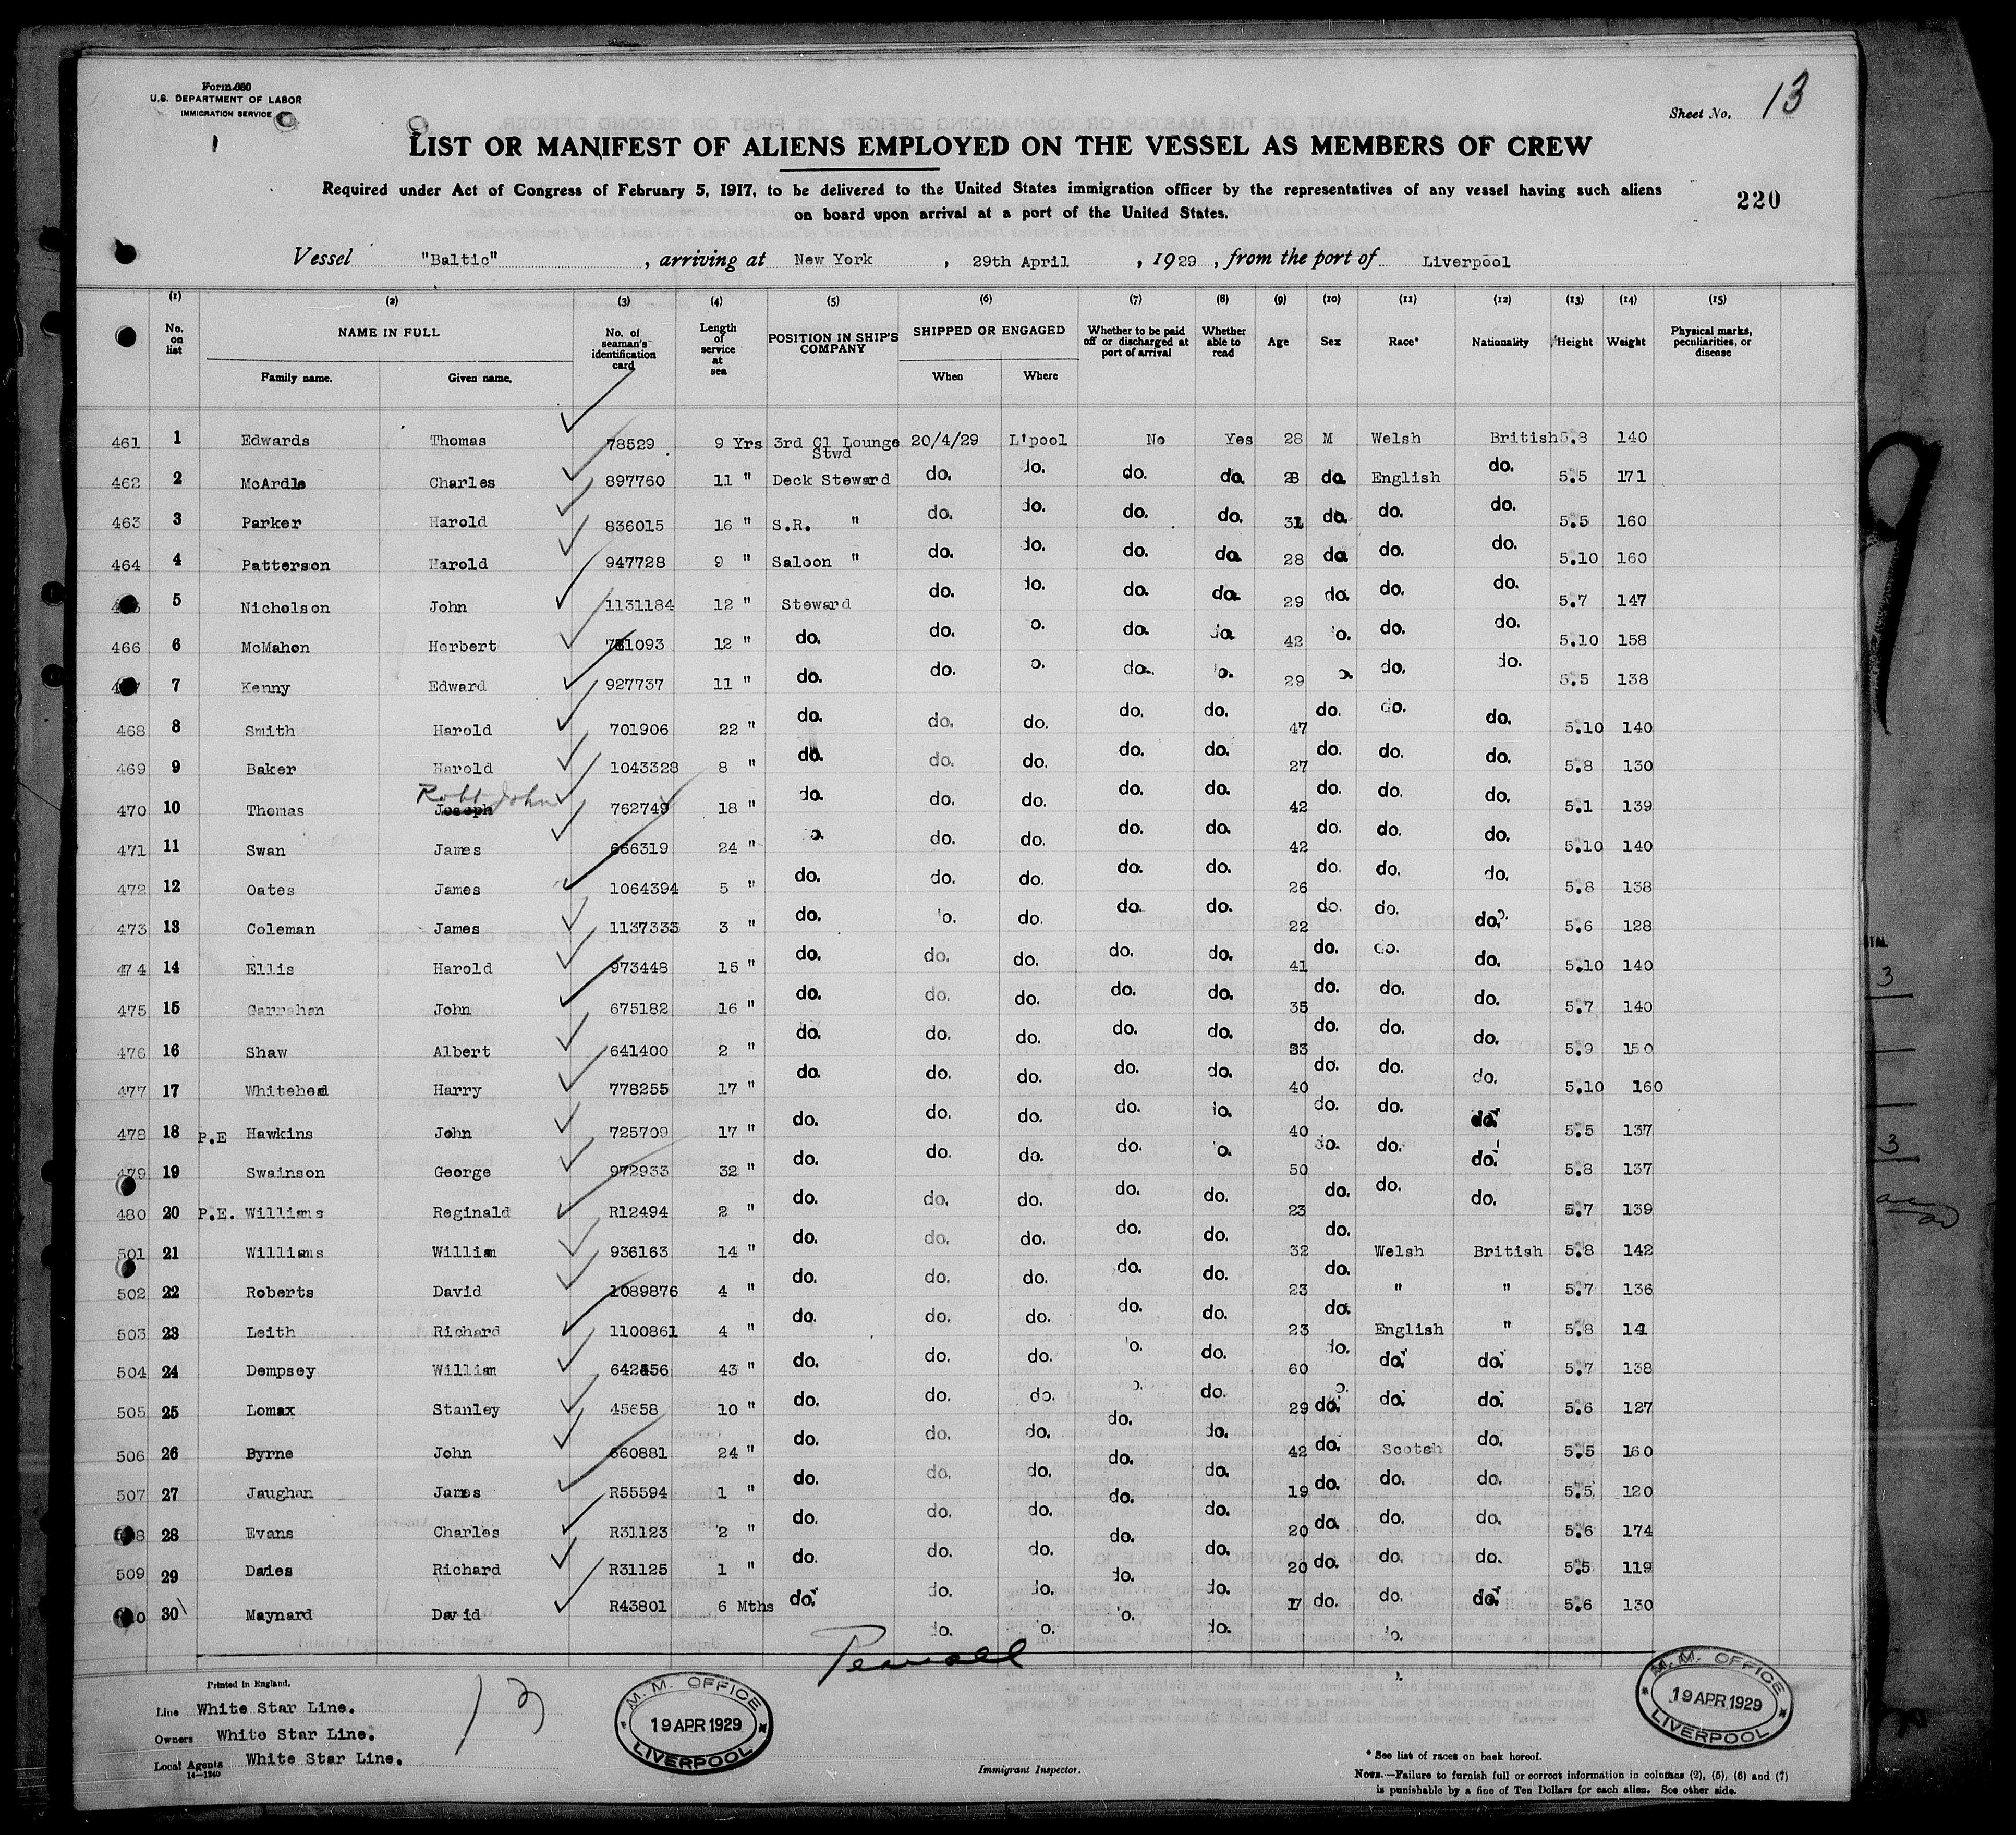 Form 680
U.S. DEPARTMENT OF LABOR
IMMIGRATION SERVICE
Sheet No. 13
LIST OR MANIFEST OF ALIENS EMPLOYED ON THE VESSEL AS MEMBERS OF CREW
Required under Act of Congress of February 5, 1917, to be delivered to the United States immigration officer by the representatives of any vessel having such aliens
on board upon arrival at a port of the United States.
220
Vessel "Baltic", arriving at New York, 29th April, 1929, from the port of Liverpool
(1) (2) (3) (4) (5) (6) (7) (8) (9) (10) (11) (12) (13) (14) (15)
No. on list NAME IN FULL Family name. Given name. No. of seaman's identification card Length of service at sea POSITION IN SHIP'S COMPANY SHIPPED OR ENGAGED When Where Whether to be paid off or discharged at port of arrival Whether able to read Age Sex Race* Nationality Height Weight Physical marks, peculiarities, or disease
461 1 Edwards Thomas 78529 9 Yrs 3rd Cl Lounge Stwd 20/4/29 L'pool No Yes 28 M Welsh British 5.8 140
462 2 McArdle Charles 897760 11 " Deck Steward do. do. do. do. 28 do. English do. 5.5 171
463 3 Parker Harold 836015 16 " S.R. " do. do. do. do. 31 do. do. do. 5.5 160
464 4 Patterson Harold 947728 9 " Saloon " do. do. do. do. 28 do. do. do. 5.10 160
5 Nicholson John 1131184 12 " Steward do. do. do. do. 29 do. do. do. 5.7 147
466 6 McMahon Herbert 1093 12 " do. do. o. do. do. 42 o. do. do. 5.10 158
7 Kenny Edward 927737 11 " do. do. o. do. o. 29 o. do. do. 5.5 138
468 8 Smith Harold 701906 22 " do. do. do. do. do. 47 do. do. do. 5.10 140
469 9 Baker Harold 1043328 8 " do. do. do. do. do. 27 do. do. do. 5.8 130
470 10 Thomas Joseph Robt John 762749 18 " do. do. do. do. do. 42 do. do. do. 5.1 139
471 11 Swan James 666319 24 " o. do. do. do. do. 42 do. do. do. 5.10 140
472 12 Oates James 1064394 5 " do. do. do. do. do. 26 do. do. do. 5.8 138
473 13 Coleman James 1137333 3 " do. o. do. do. do. 22 do. do. do. 5.6 128
474 14 Ellis Harold 973448 15 " do. do. do. do. do. 41 do. do. do. 5.10 140
475 15 Garrahan John 675182 16 " do. do. do. do. do. 35 do. do. do. 5.7 140
476 16 Shaw Albert 641400 2 " do. do. do. do. do. 33 do. do. do. 5.9 150
477 17 Whitehead Harry 778255 17 " do. do. do. do. do. 40 do. do. do. 5.10 160
478 18 P.E Hawkins John 725709 17 " do. do. do. do. do. 40 do. do. do. 5.5 137
479 19 Swainson George 972933 32 " do. do. do. do. o. 50 do. do. do. 5.8 137
480 20 P.E. Williams Reginald R12494 2 " do. do. do. do. do. 23 do. do. do. 5.7 139
501 21 Williams William 936163 14 " do. do. do. do. do. 32 do. Welsh British 5.8 142
502 22 Roberts David 1089876 4 " do. do. do. do. do. 23 do. " " 5.7 136
503 23 Leith Richard 1100861 4 " do. do. do. do. do. 23 do. English " 5.8 141
504 24 Dempsey William 43 " do. do. do. o. do. 60 do. do. do. 5.7 138
505 25 Lomax Stanley 45658 10 " do. do. do. o. do. 29 do. do. do. 5.6 127
506 26 Byrne John 660881 24 " do. do. do. do. do. 42 do. Scotch do. 5.5 160
507 27 Jaughan James R55594 1 " do. do. do. do. do. 19 do. do. do. 5.5 120
28 Evans Charles R31123 2 " do. do. do. do. do. 20 do. do. do. 5.6 174
509 29 Davies Richard R31125 1 " do. do. do. do. do. 20 do. do. do. 5.5 119
30 Maynard David R43801 6 Mths do. do. do. do. do. 17 do. do. do. 5.6 130
do. o. o. do. do.
Printed in England.
Line White Star Line.
Owners White Star Line.
Local Agents White Star Line.
14—1240
13
M.M. OFFICE
19 APR 1929
LIVERPOOL
Immigrant Inspector.
M.M. OFFICE
19 APR 1929
LIVERPOOL
* See list of races on back hereof.
NOTE.—Failure to furnish full or correct information in columns (2), (5), (6) and (7)
is punishable by a fine of Ten Dollars for each alien. See other side.